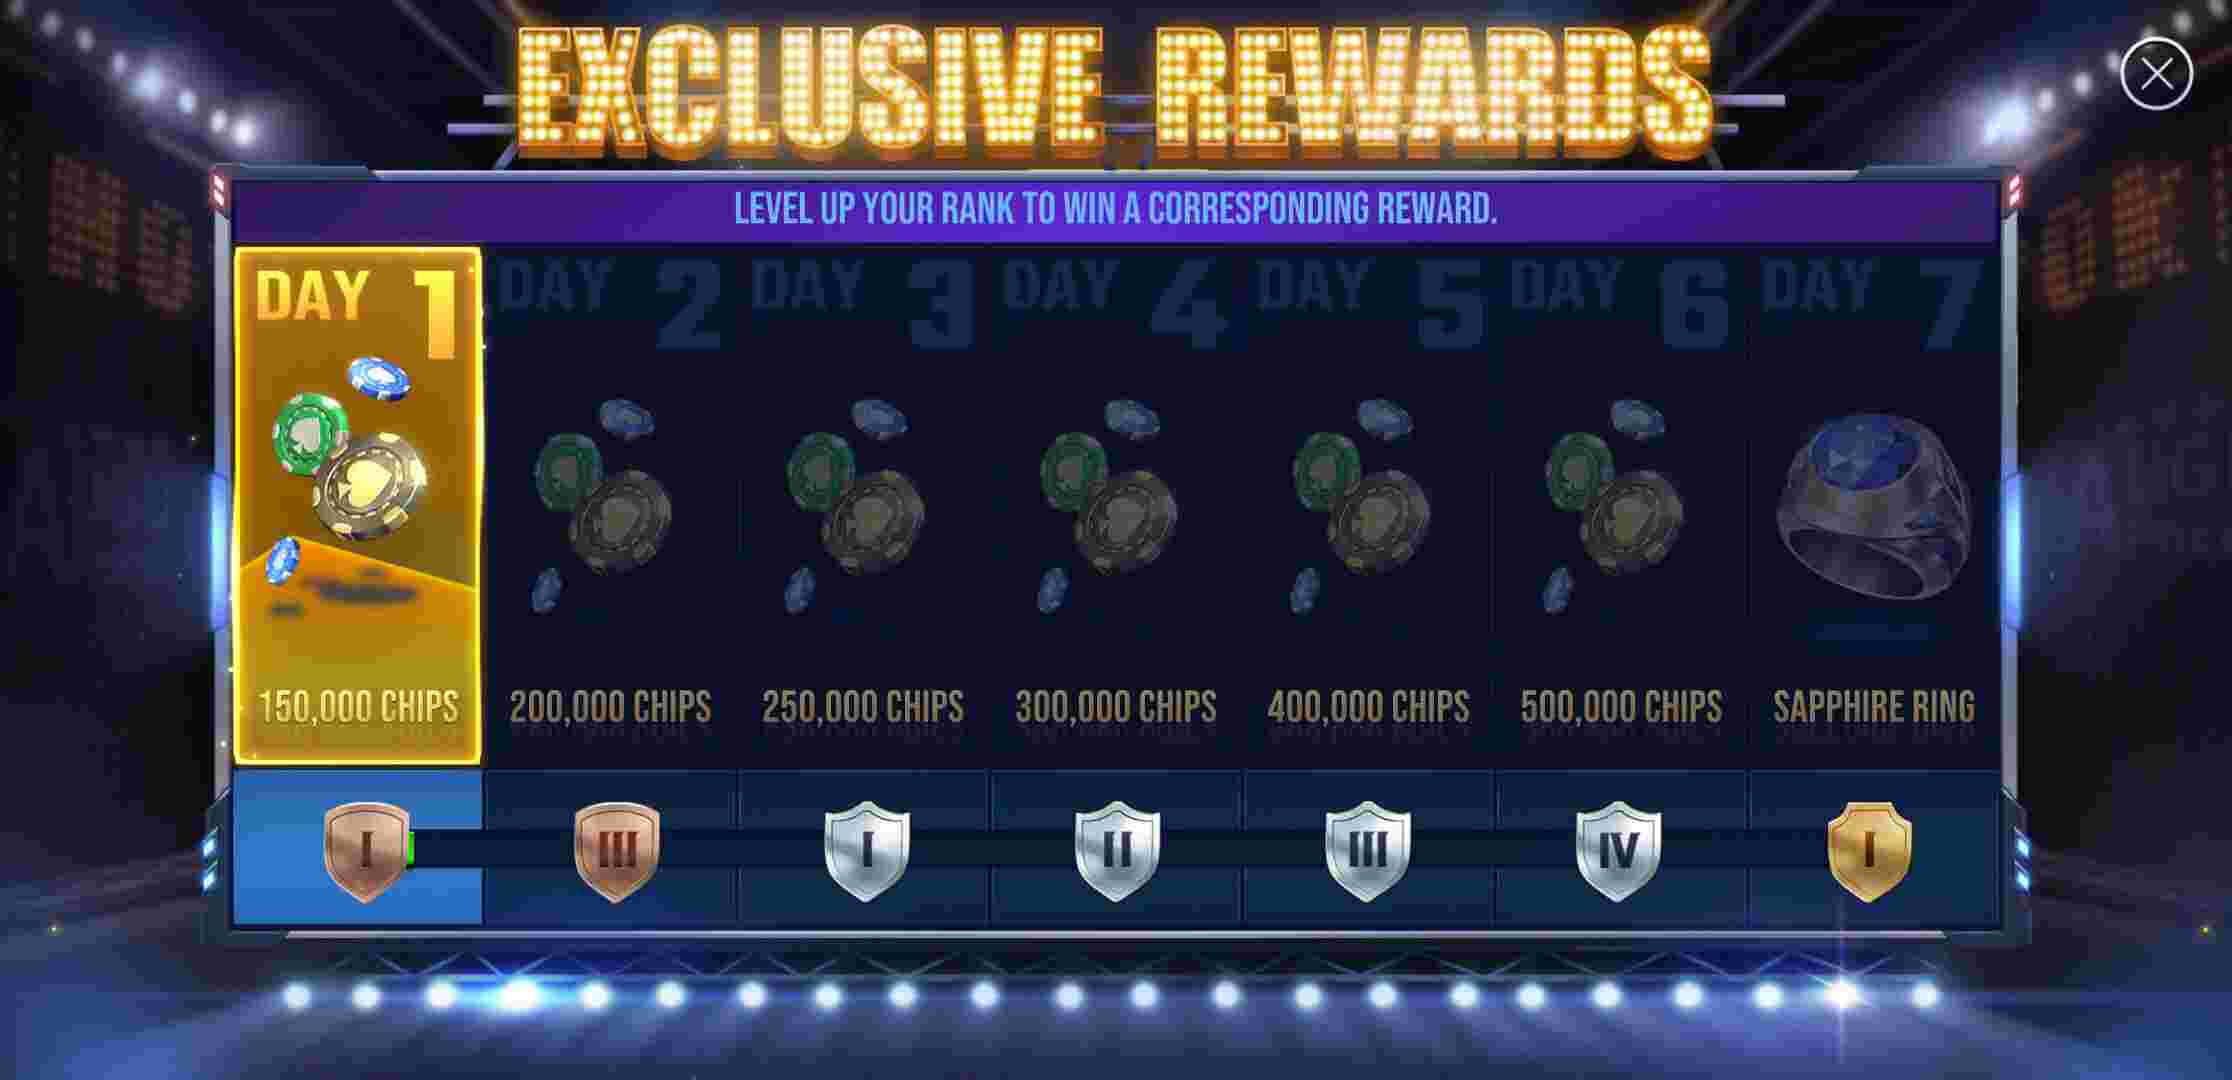 EXCLUSIVE REWARDS
LEVEL UP YOUR RANK TO WIN A CORRESPONDING REWARD.
DAY 1
DAY 2
DAY 3
DAY 4
DAY 5
DAY 6
DAY 7
150,000 CHIPS
200,000 CHIPS
250,000 CHIPS
300,000 CHIPS
400,000 CHIPS
500,000 CHIPS
SAPPHIRE RING
I
III
I
II
III
IV
I